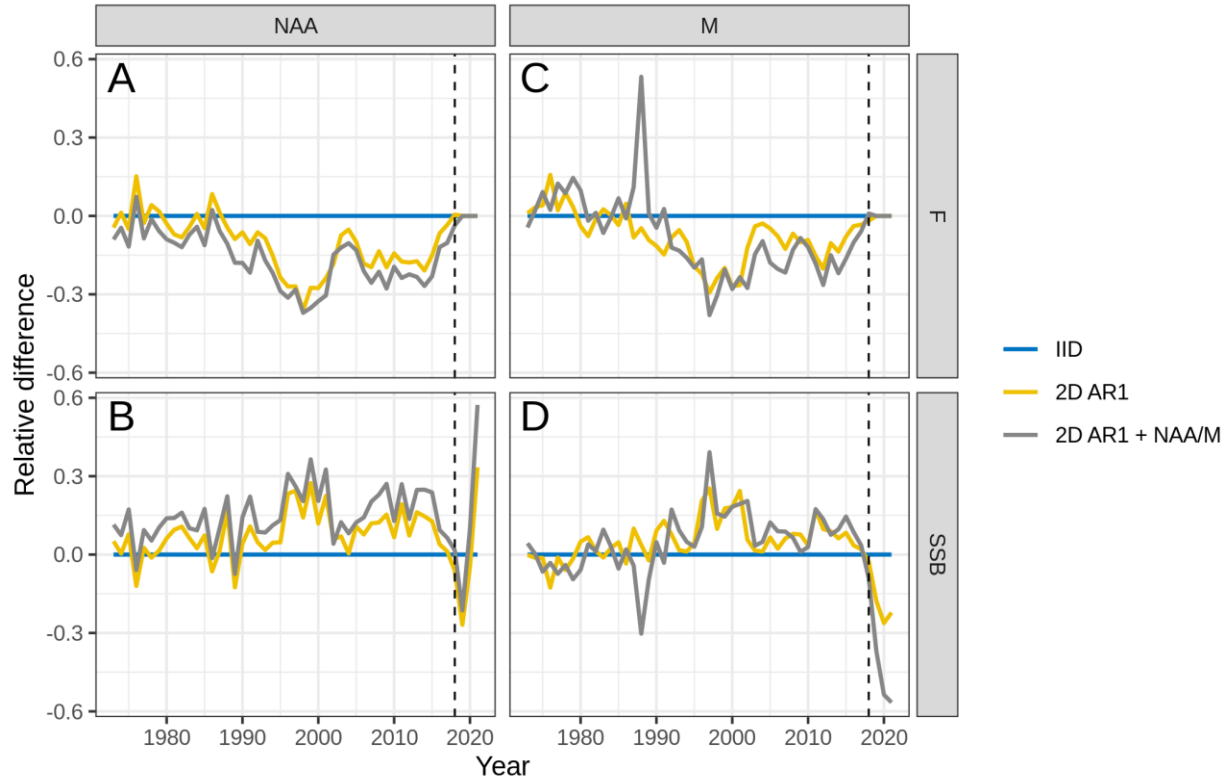 NAA
M
A
C
0.6
0.3
0.0
-0.3
-0.6
F
B
D
0.6
0.3
0.0
-0.3
-0.6
SSB
Relative difference
1980
1990
2000
2010
2020
1980
1990
2000
2010
2020
Year
IID
2D AR1
2D AR1 + NAA/M